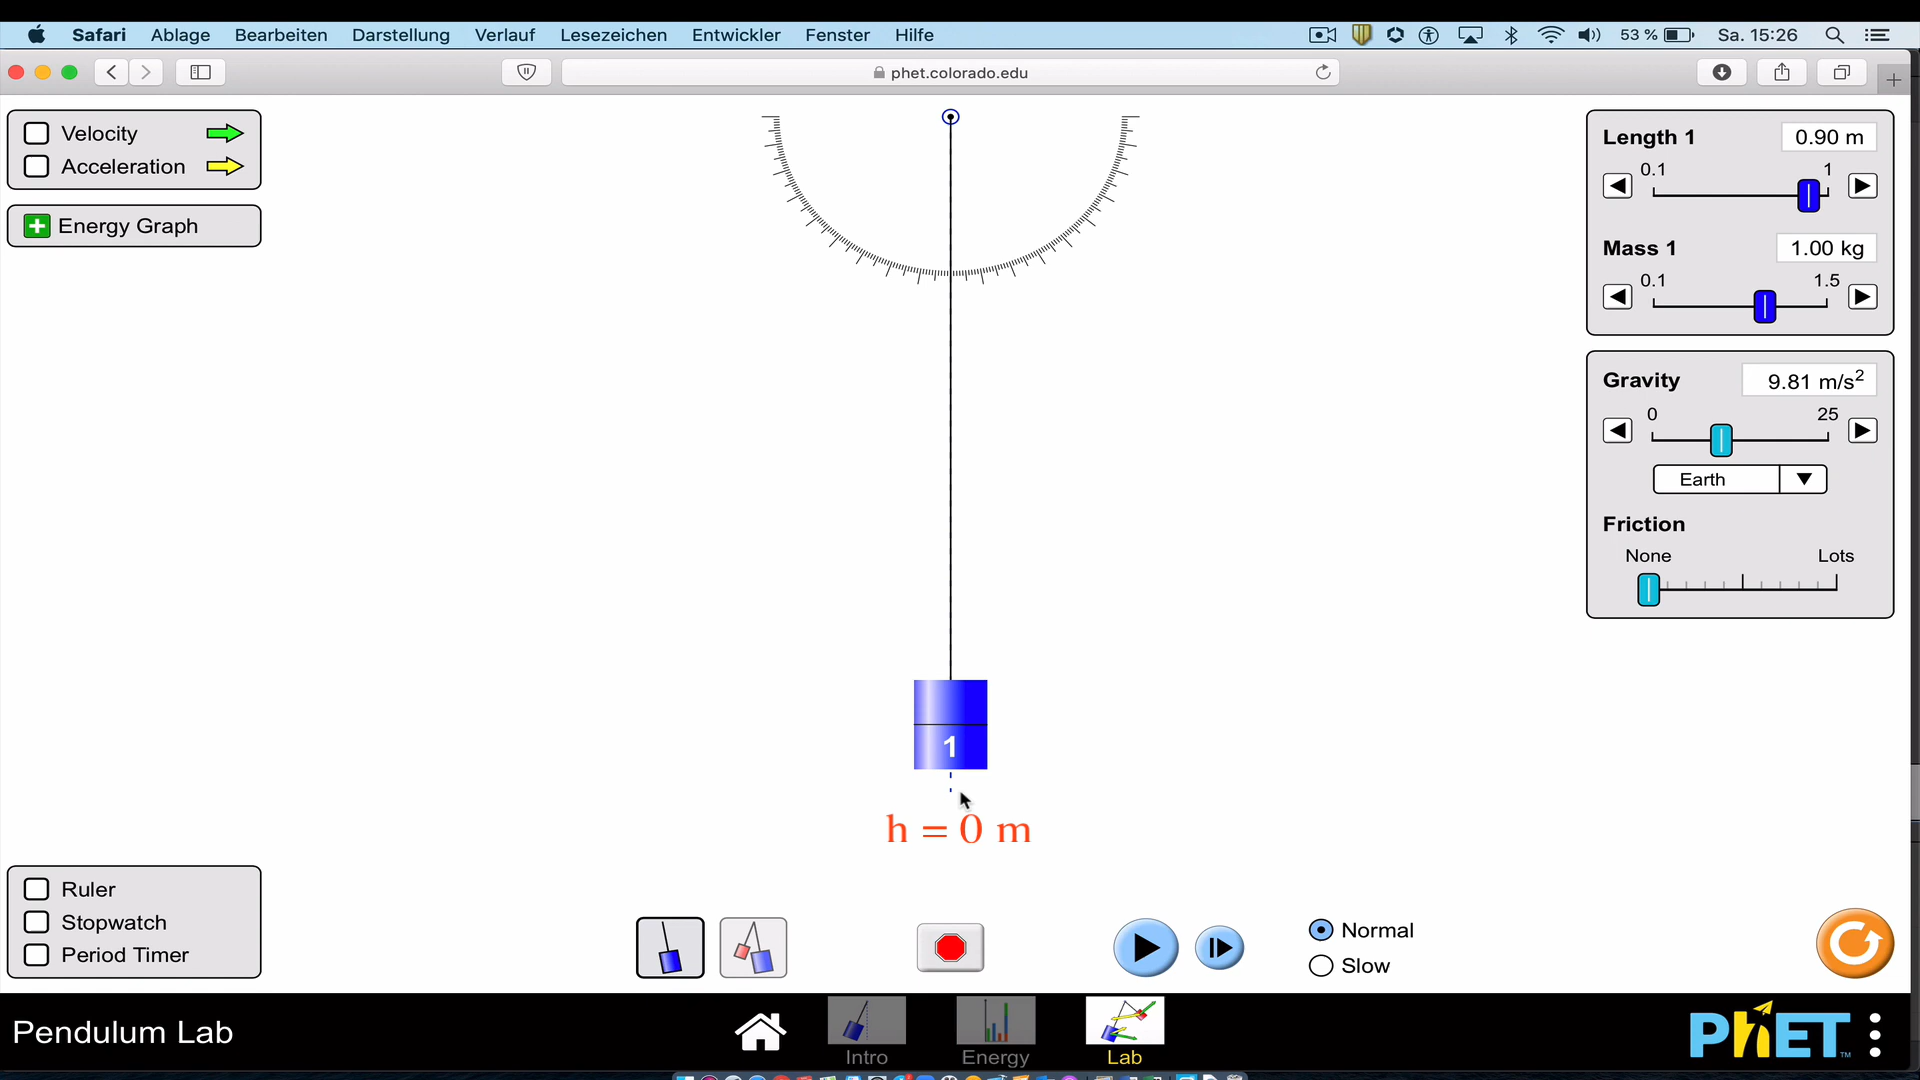 Safari Ablage Bearbeiten Darstellung Verlauf Lesezeichen Entwickler Fenster Hilfe 53 % Sa. 15:26
phet.colorado.edu
Velocity
Acceleration
Energy Graph
Length 1 0.90 m
0.1 1
Mass 1 1.00 kg
0.1 1.5
Gravity 9.81 m/s²
0 25
Earth
Friction
None Lots
1
h = 0 m
Ruler
Stopwatch
Period Timer
Normal
Slow
Pendulum Lab
Intro
Energy
Lab
PhET™